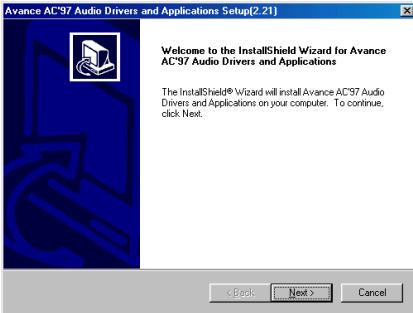 Avance AC'97 Audio Drivers and Applications Setup(2.21)
Welcome to the InstallShield Wizard for Avance
AC'97 Audio Drivers and Applications
The InstallShield® Wizard will install Avance AC'97 Audio
Drivers and Applications on your computer. To continue,
click Next.
< Back Next > Cancel